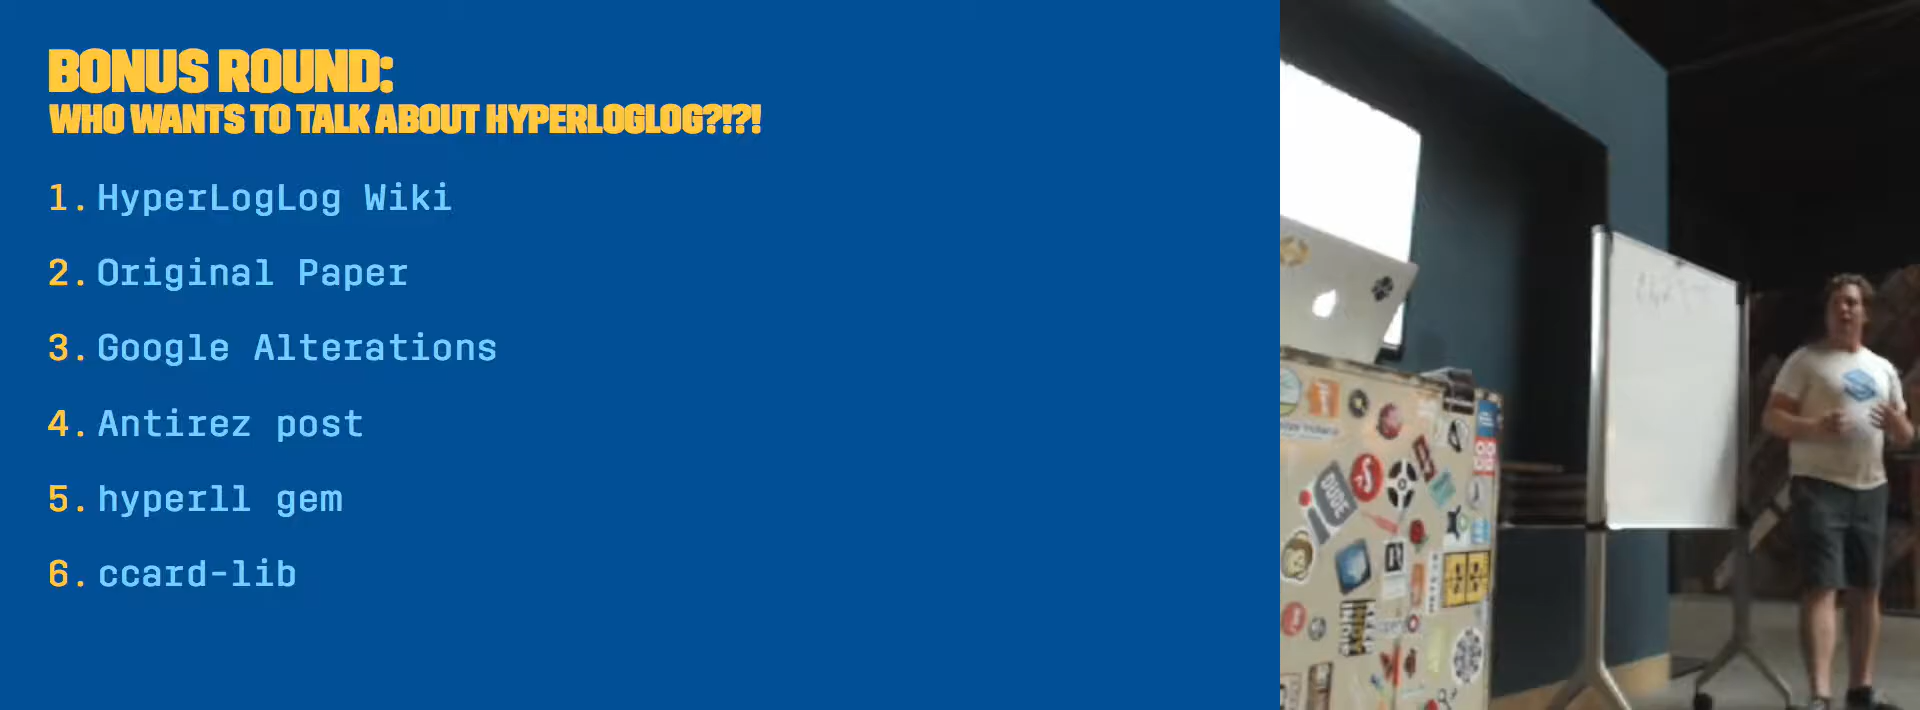 BONUS ROUND:
WHO WANTS TO TALK ABOUT HYPERLOGLOG?!?!
1. HyperLogLog Wiki
2. Original Paper
3. Google Alterations
4. Antirez post
5. hyperll gem
6. ccard-lib
DUDE